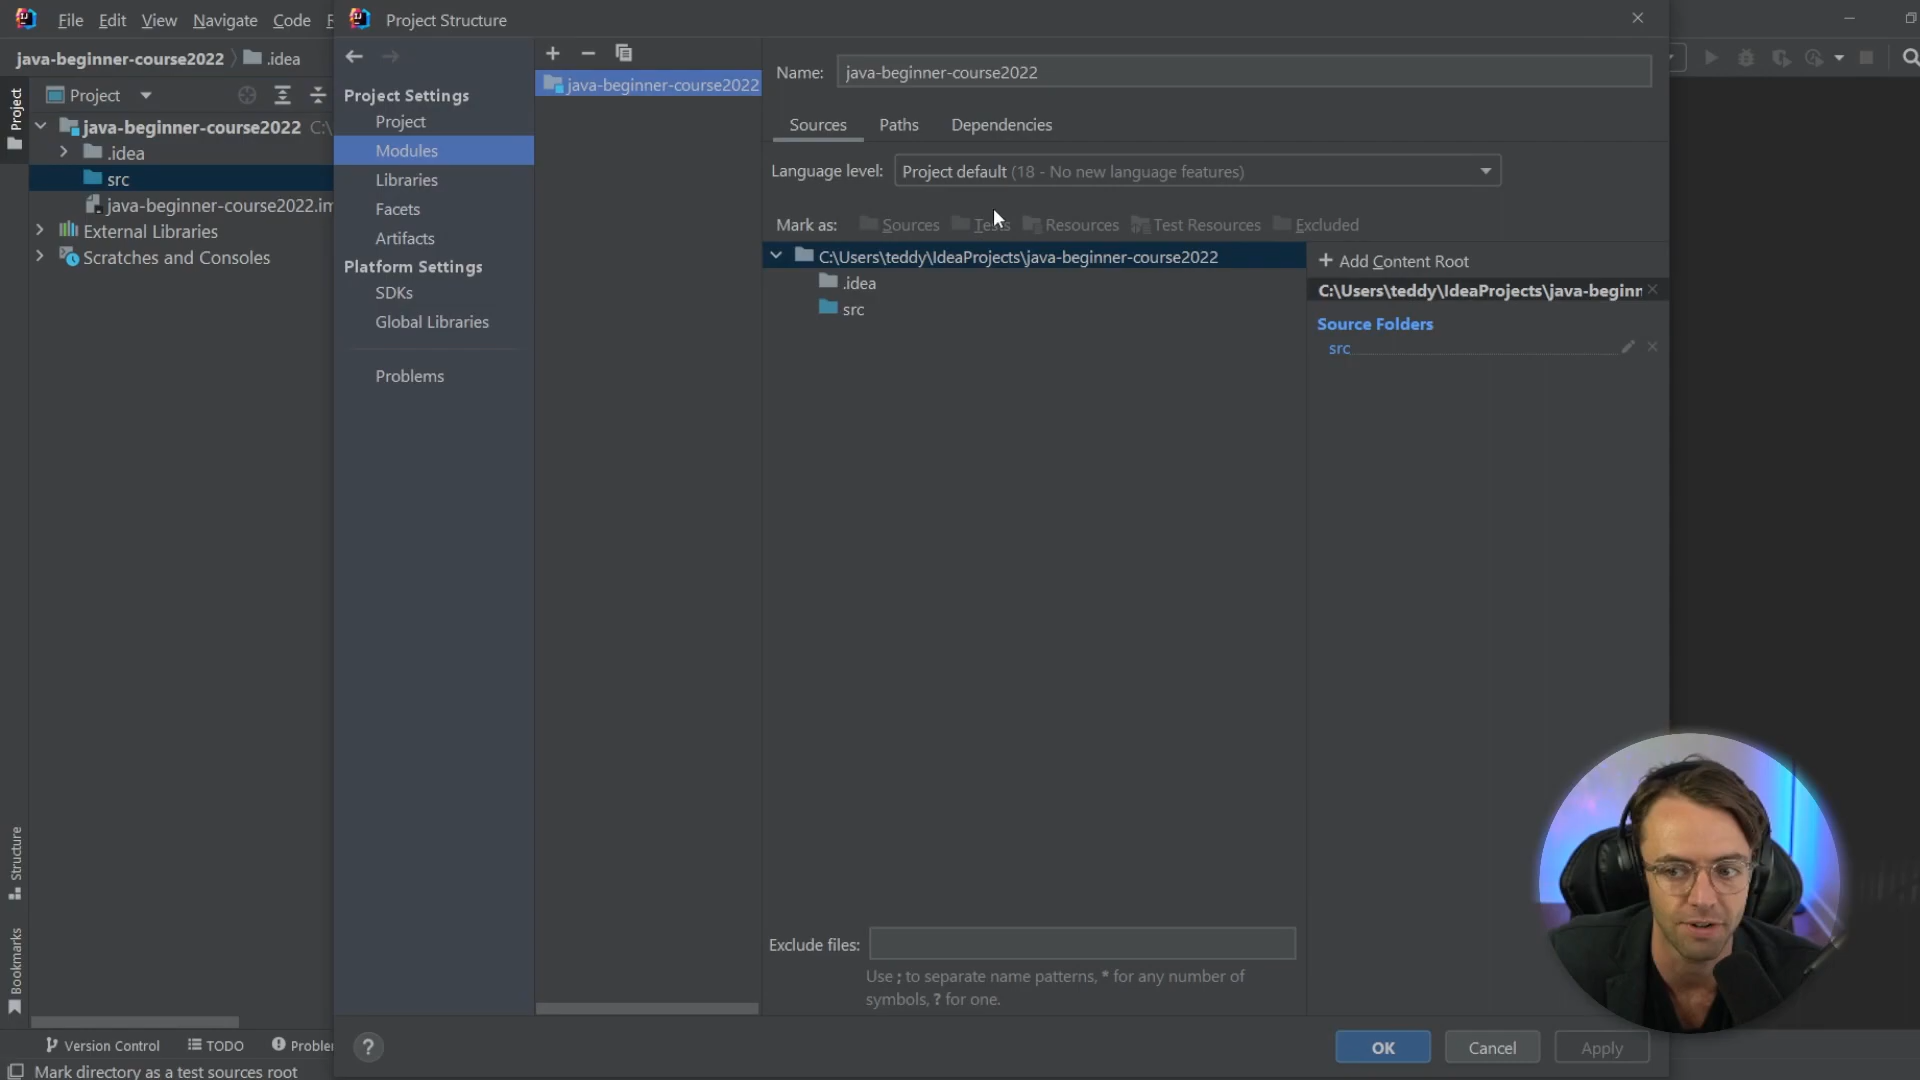 File Edit View Navigate Code
Project Structure
java-beginner-course2022 .idea
Project
java-beginner-course2022 C:\
.idea
src
java-beginner-course2022.im
External Libraries
Scratches and Consoles
Project
Structure
Bookmarks
Project Settings
Project
Modules
Libraries
Facets
Artifacts
Platform Settings
SDKs
Global Libraries
Problems
java-beginner-course2022
Name: java-beginner-course2022
Sources Paths Dependencies
Language level: Project default (18 - No new language features)
Mark as: Sources Tests Resources Test Resources Excluded
C:\Users\teddy\IdeaProjects\java-beginner-course2022
.idea
src
+ Add Content Root
C:\Users\teddy\IdeaProjects\java-beginn
Source Folders
src
Exclude files:
Use ; to separate name patterns, * for any number of
symbols, ? for one.
? OK Cancel Apply
Version Control TODO Problem
Mark directory as a test sources root